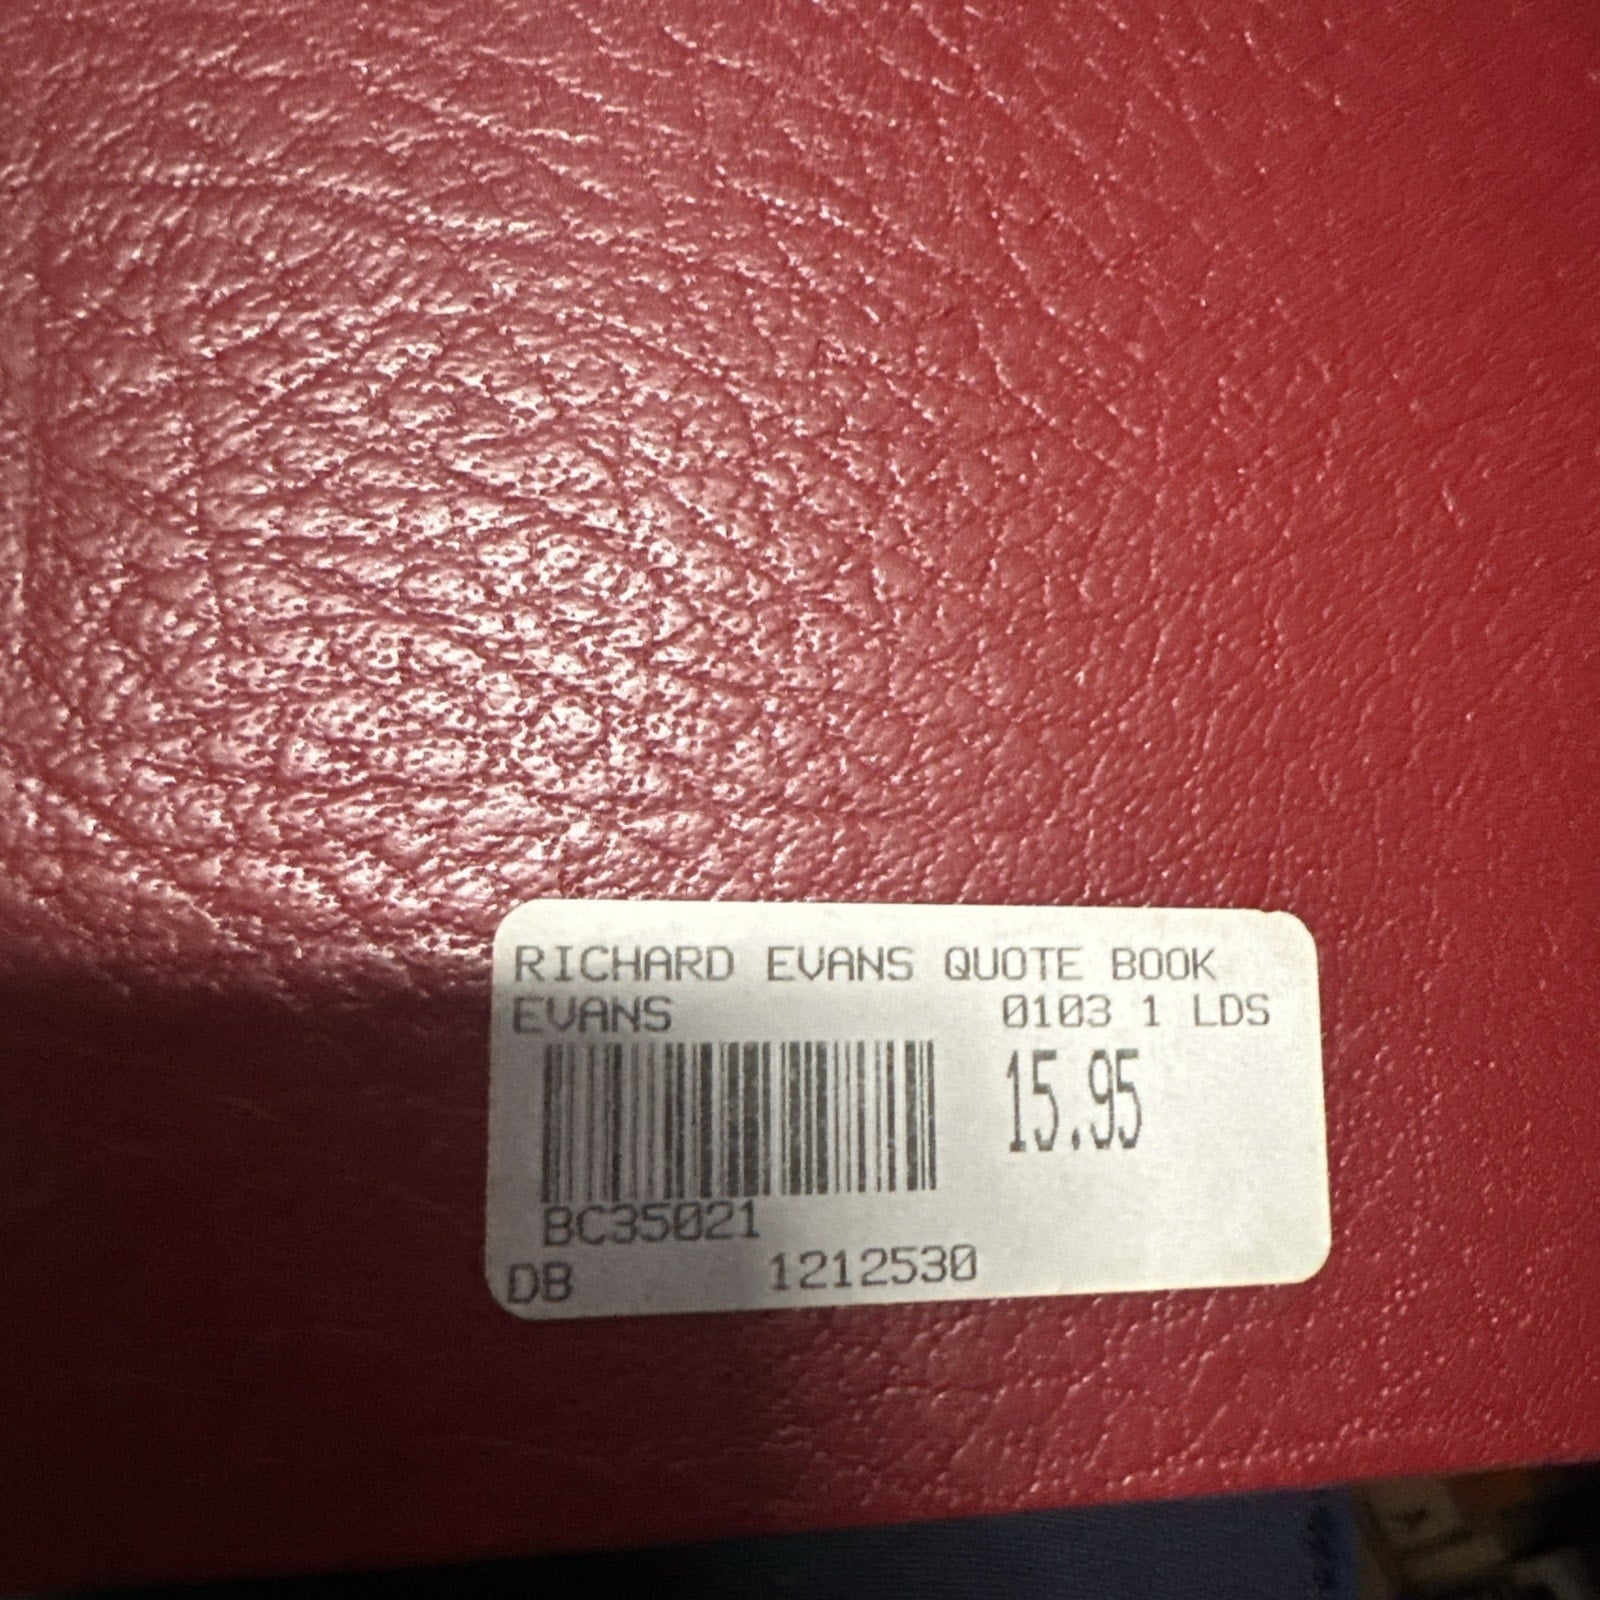 RICHARD EVANS QUOTE BOOK
EVANS 0103 1 LDS
15.95
BC35021
DB 1212530